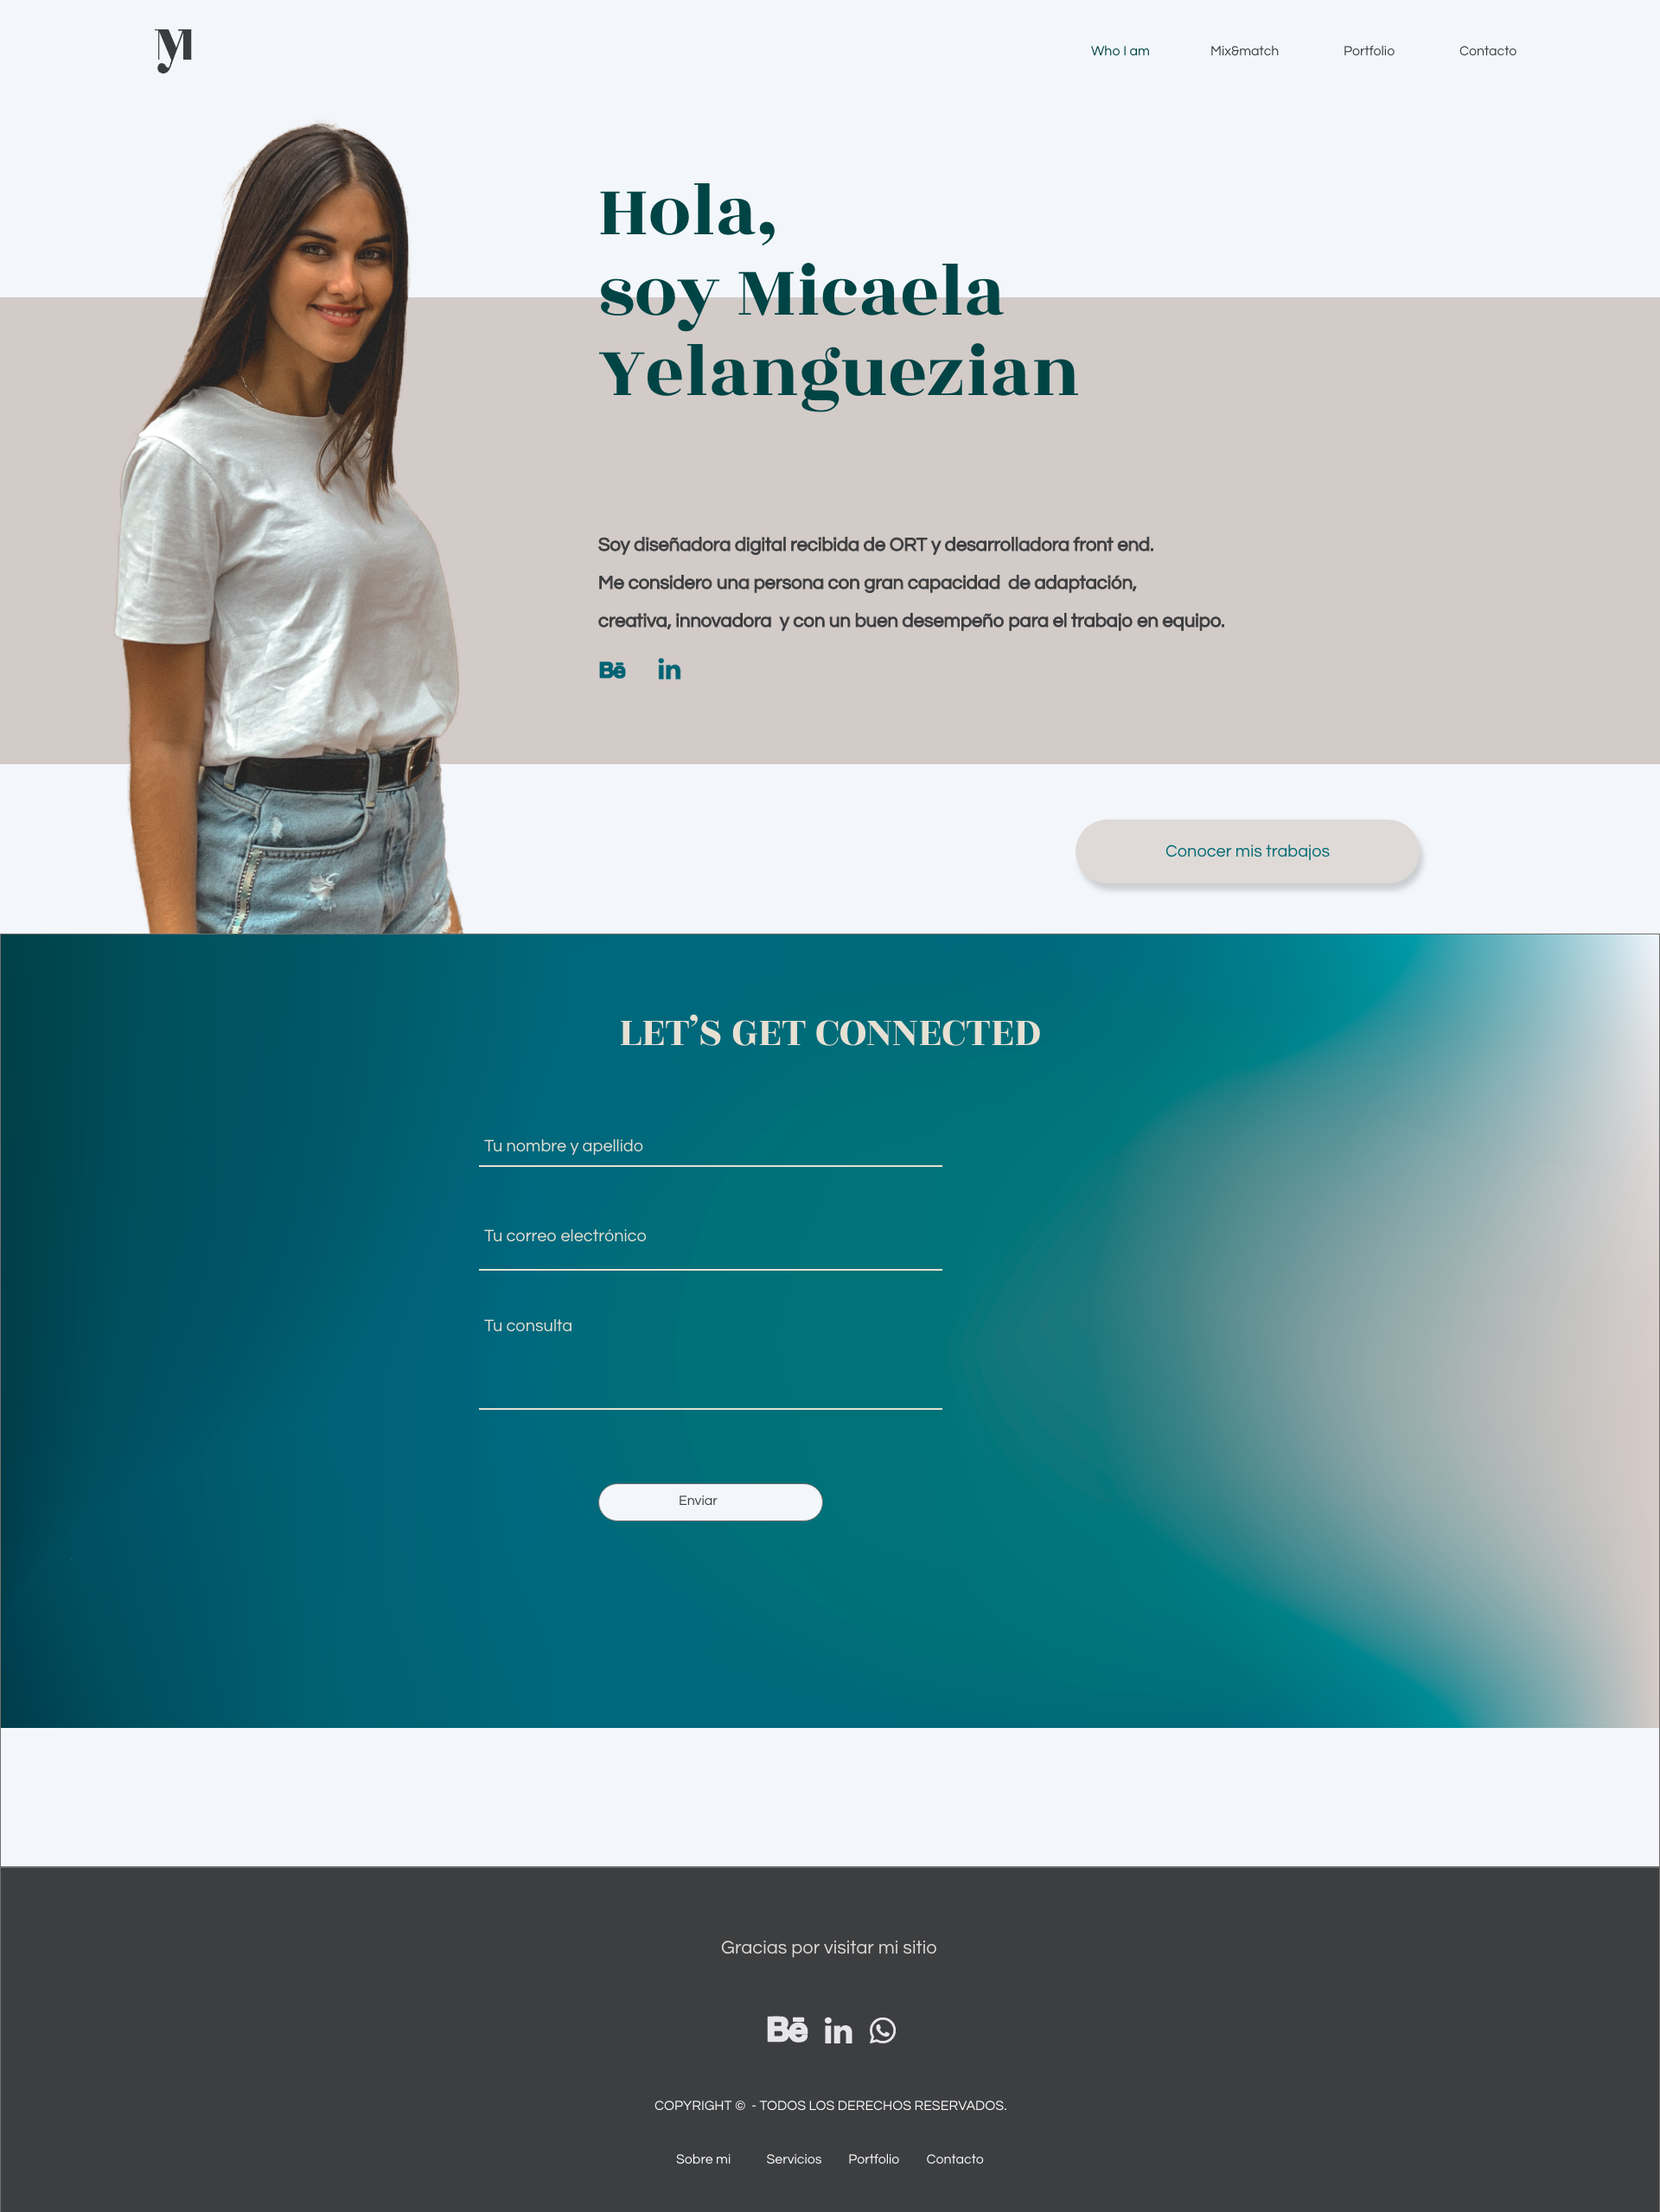 M
Who I am Mix&match Portfolio Contacto
Hola,
soy Micaela
Yelanguezian
Soy diseñadora digital recibida de ORT y desarrolladora front end.
Me considero una persona con gran capacidad de adaptación,
creativa, innovadora y con un buen desempeño para el trabajo en equipo.
Bē in
Conocer mis trabajos
LET’S GET CONNECTED
Tu nombre y apellido
Tu correo electrónico
Tu consulta
Enviar
Gracias por visitar mi sitio
Bē in
COPYRIGHT © - TODOS LOS DERECHOS RESERVADOS.
Sobre mi Servicios Portfolio Contacto